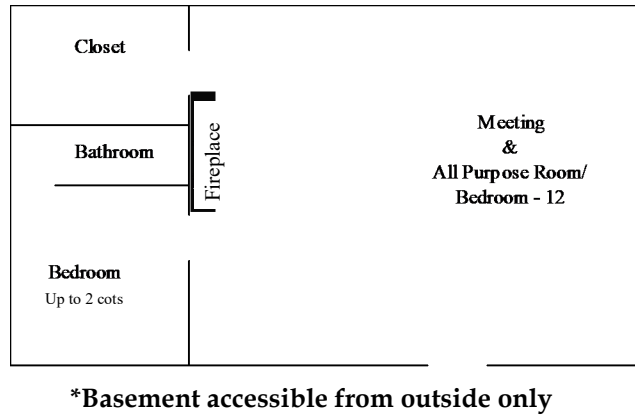 Closet
Bathroom
Fireplace
Meeting
&
All Purpose Room/
Bedroom - 12
Bedroom
Up to 2 cots
*Basement accessible from outside only